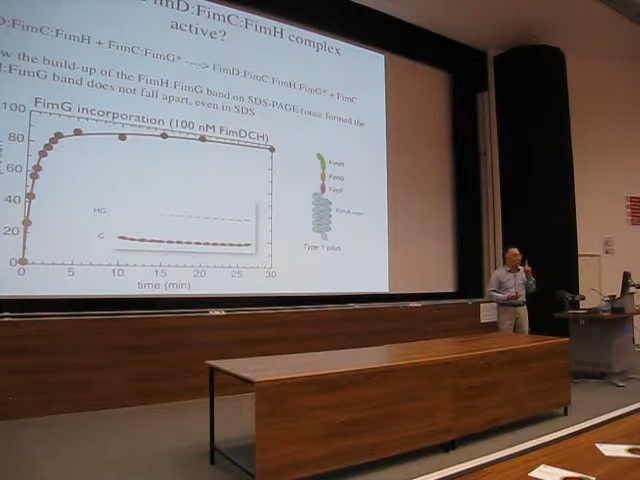 FimD:FimC:FimH complex
active?
D:FimC:FimH + FimC:FimG* ----> FimD:FimC:FimH:FimG* + FimC
the build-up of the FimH:FimG band on SDS-PAGE (once formed the
FimG band does not fall apart, even in SDS
FimG incorporation (100 nM FimDCH)
100
80
60
40
20
0
HG
G
0 5 10 15 20 25 30
time (min)
FimH
FimG
FimF
Type 1 pilus